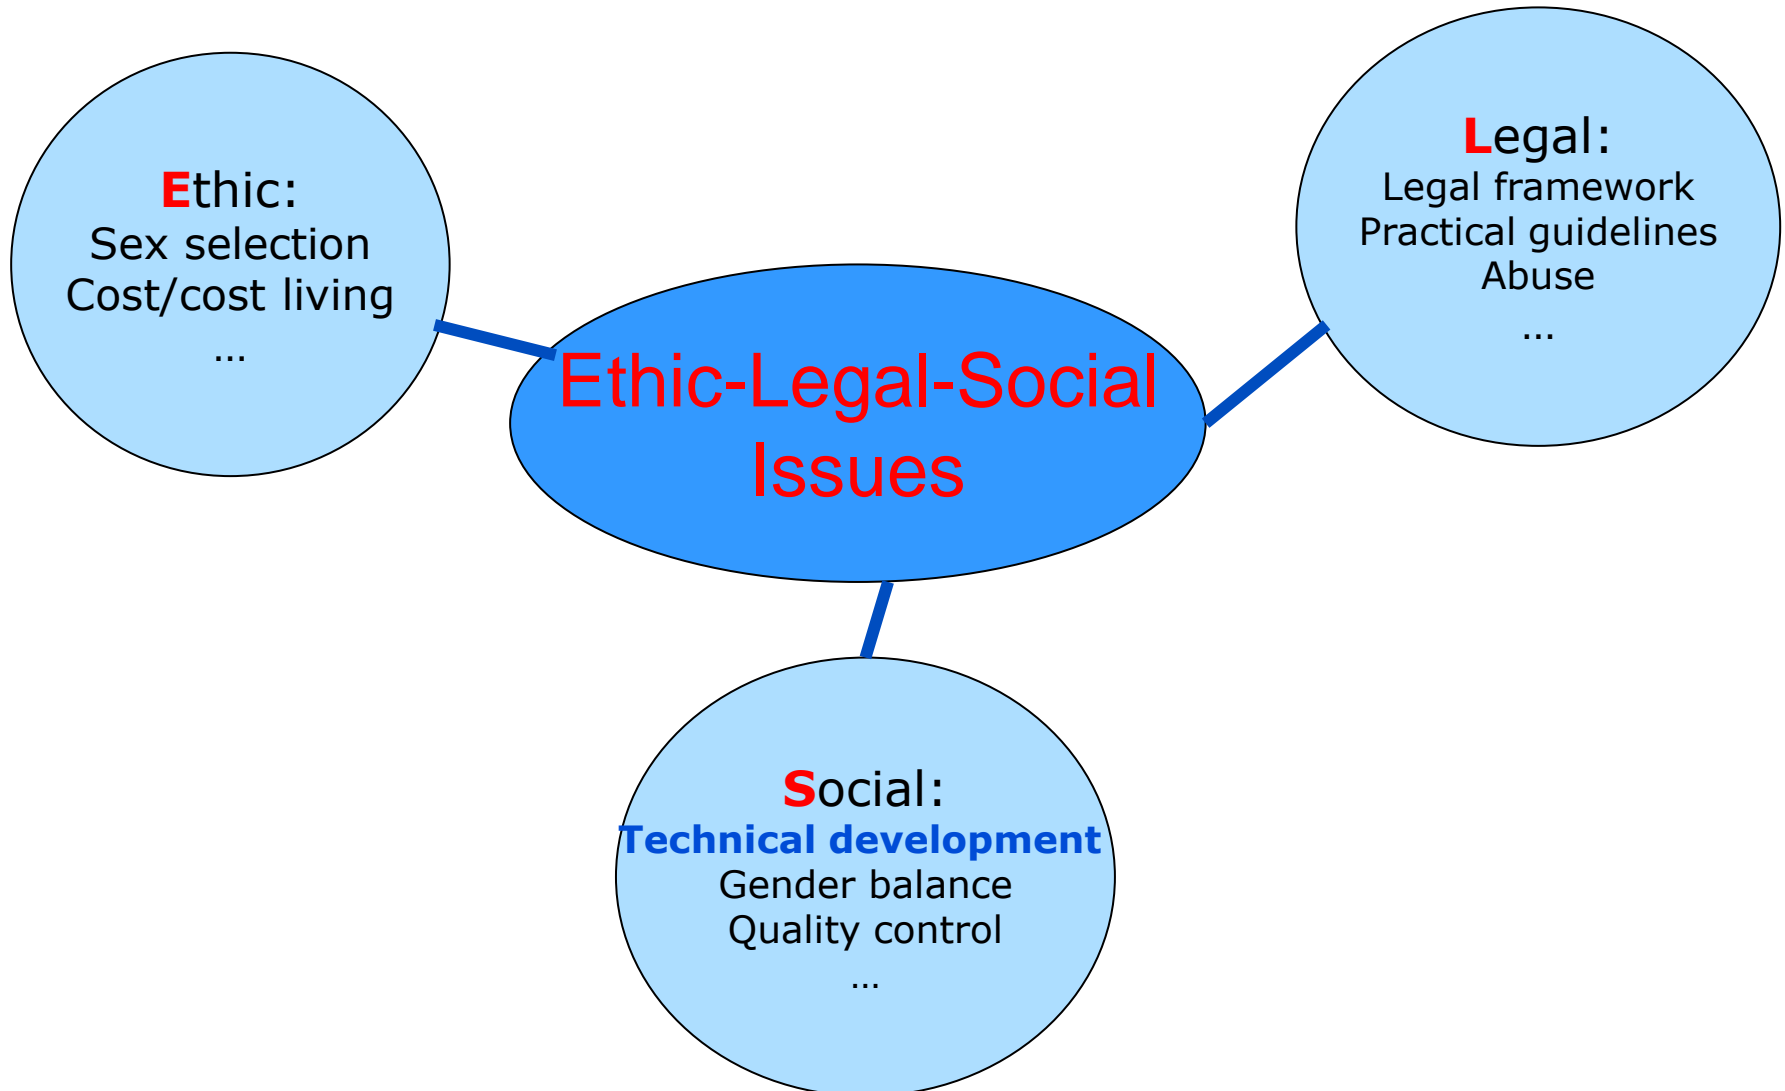 Ethic:
Sex selection
Cost/cost living
...
Legal:
Legal framework
Practical guidelines
Abuse
...
Ethic-Legal-Social
Issues
Social:
Technical development
Gender balance
Quality control
...